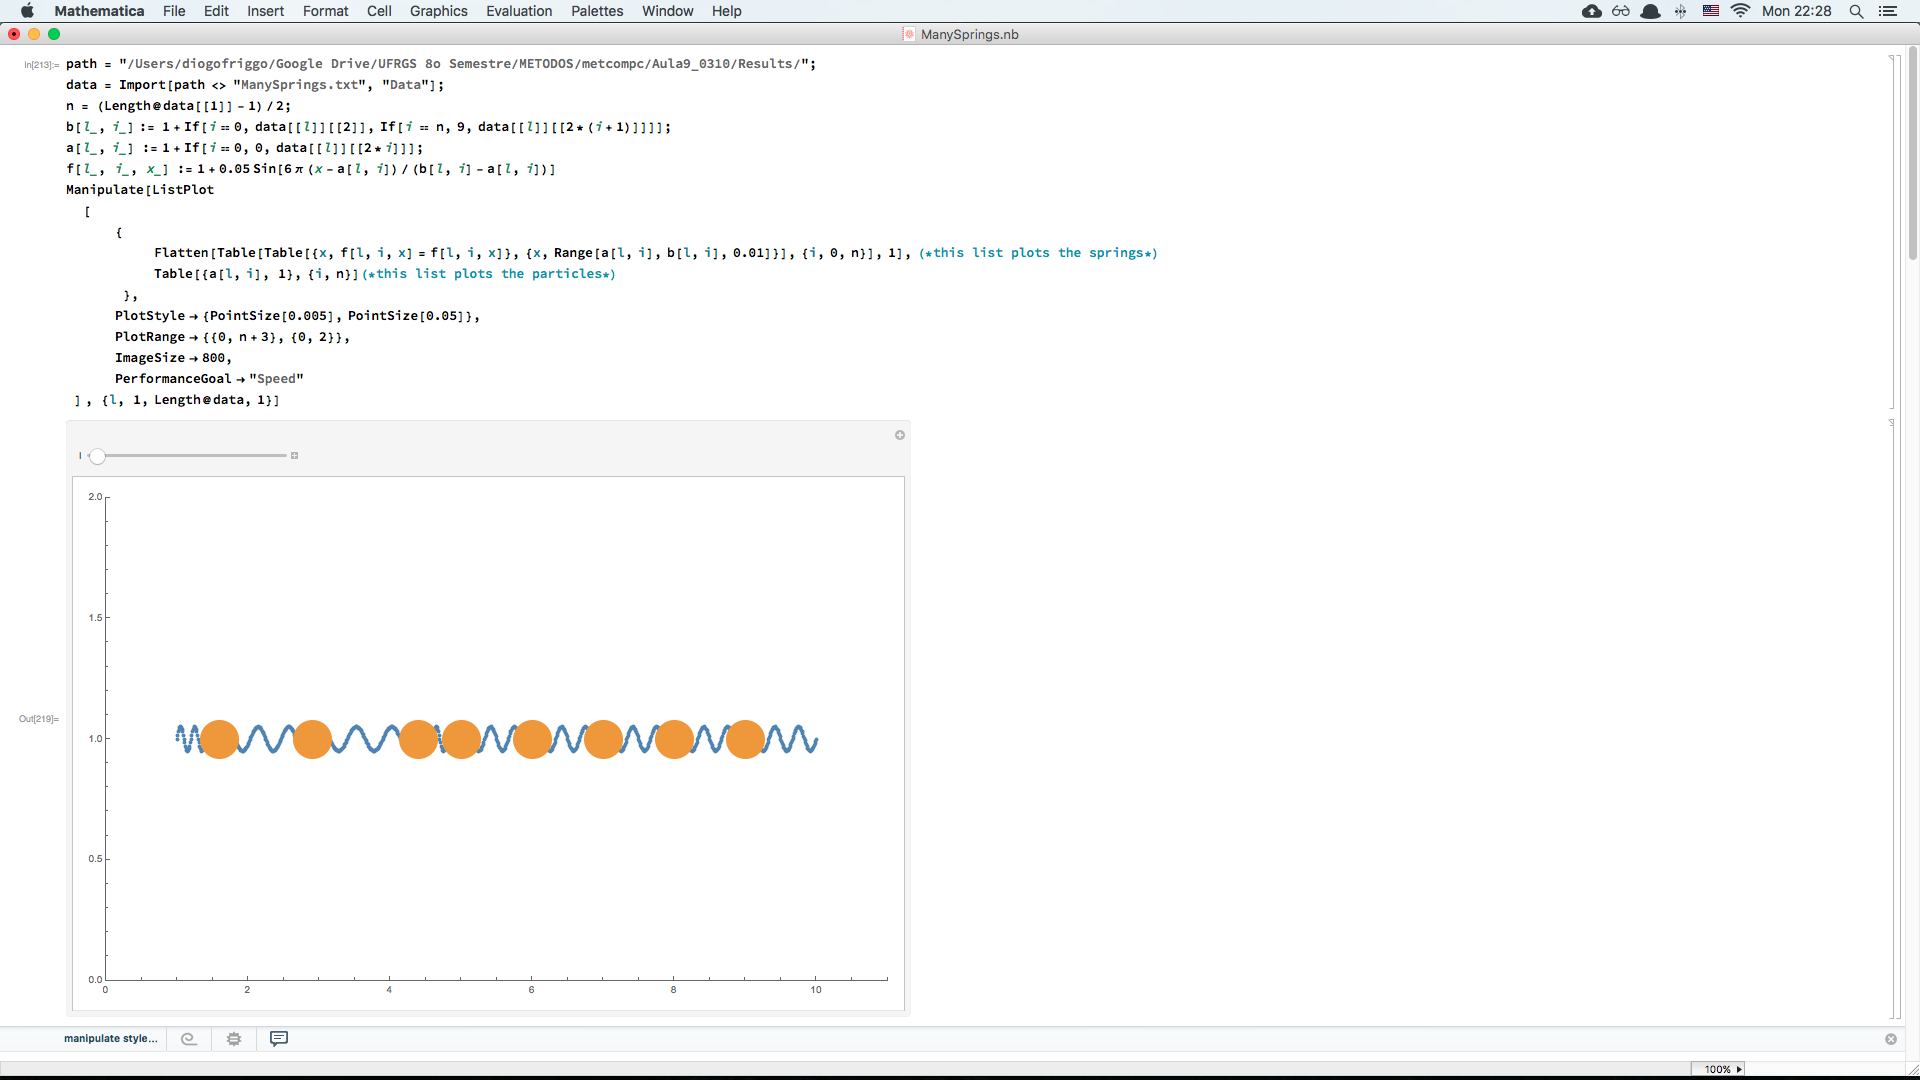 Mathematica File Edit Insert Format Cell Graphics Evaluation Palettes Window Help Mon 22:28
ManySprings.nb
In[213]:= path = "/Users/diogofriggo/Google Drive/UFRGS 8o Semestre/METODOS/metcompc/Aula9_0310/Results/";
data = Import[path <> "ManySprings.txt", "Data"];
n = (Length@data[[1]] - 1) / 2;
b[l_, i_] := 1 + If[i == 0, data[[l]][[2]], If[i == n, 9, data[[l]][[2*(i+1)]]]];
a[l_, i_] := 1 + If[i == 0, 0, data[[l]][[2*i]]];
f[l_, i_, x_] := 1 + 0.05 Sin[6 π (x - a[l, i]) / (b[l, i] - a[l, i])]
Manipulate[ListPlot
[
{
Flatten[Table[Table[{x, f[l, i, x] = f[l, i, x]}, {x, Range[a[l, i], b[l, i], 0.01]}], {i, 0, n}], 1], (*this list plots the springs*)
Table[{a[l, i], 1}, {i, n}](*this list plots the particles*)
},
PlotStyle → {PointSize[0.005], PointSize[0.05]},
PlotRange → {{0, n + 3}, {0, 2}},
ImageSize → 800,
PerformanceGoal → "Speed"
] , {l, 1, Length@data, 1}]
l
2.0
1.5
Out[219]=
1.0
0.5
0.0
0 2 4 6 8 10
manipulate style...
100%